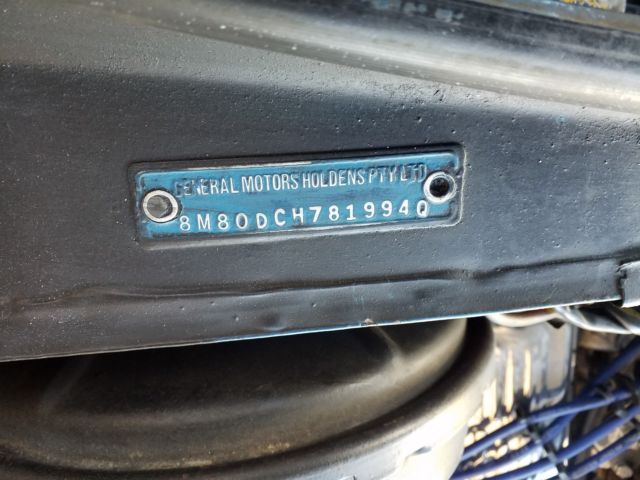 GENERAL MOTORS HOLDENS PTY LTD
8M80DCH781994Q